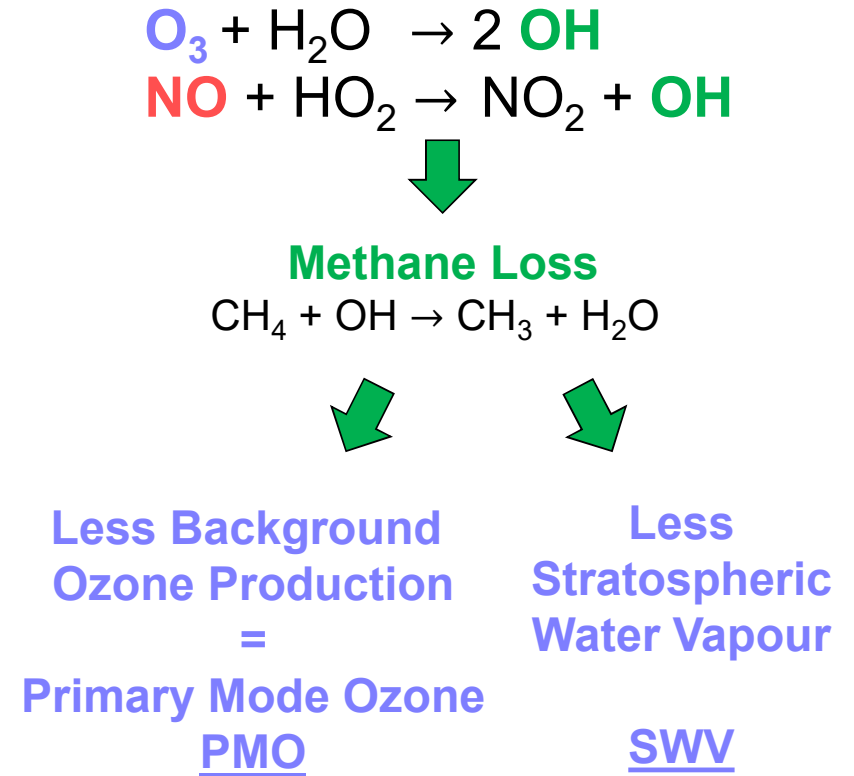 O₃ + H₂O → 2 OH
NO + HO₂ → NO₂ + OH
Methane Loss
CH₄ + OH → CH₃ + H₂O
Less Background
Ozone Production
=
Primary Mode Ozone
PMO
Less
Stratospheric
Water Vapour
SWV